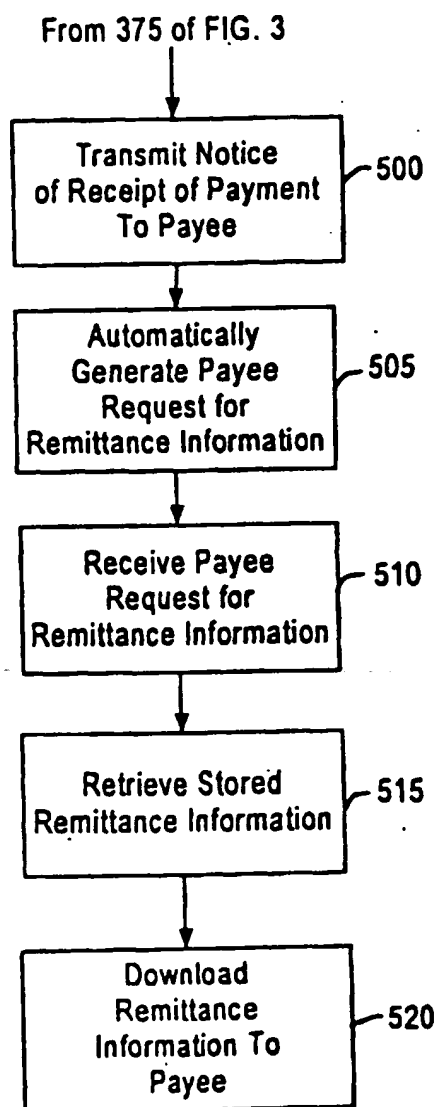 From 375 of FIG. 3
Transmit Notice
of Receipt of Payment
To Payee
500
Automatically
Generate Payee
Request for
Remittance Information
505
Receive Payee
Request for
Remittance Information
510
Retrieve Stored
Remittance Information
515
Download
Remittance
Information To
Payee
520